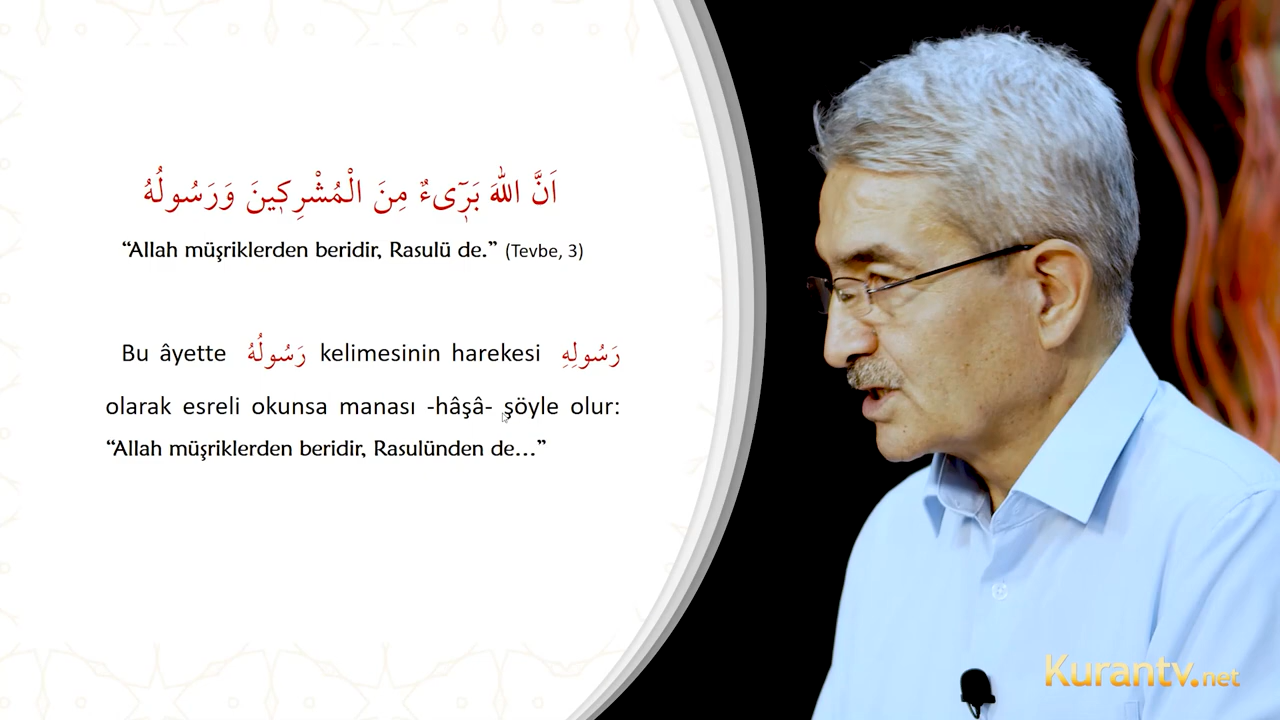 اَنَّ اللّٰهَ بَر۪ٓىءٌ مِنَ الْمُشْرِك۪ينَ وَرَسُولُهُ
“Allah müşriklerden beridir, Rasulü de.” (Tevbe, 3)
Bu âyette رَسُولُهُ kelimesinin harekesi رَسُولِهِ
olarak esreli okunsa manası -hâşâ- şöyle olur:
“Allah müşriklerden beridir, Rasulünden de...”
Kurantv.net